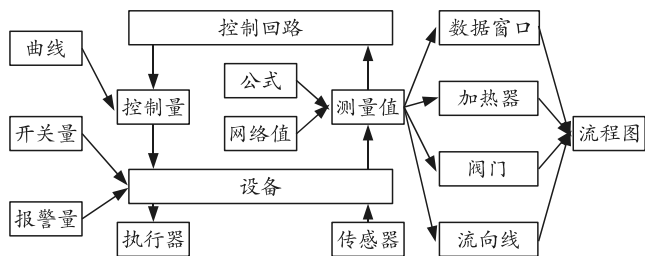 控制回路
数据窗口
曲线
公式
控制量
测量值
加热器
开关量
网络值
流程图
设备
阀门
报警量
执行器
传感器
流向线